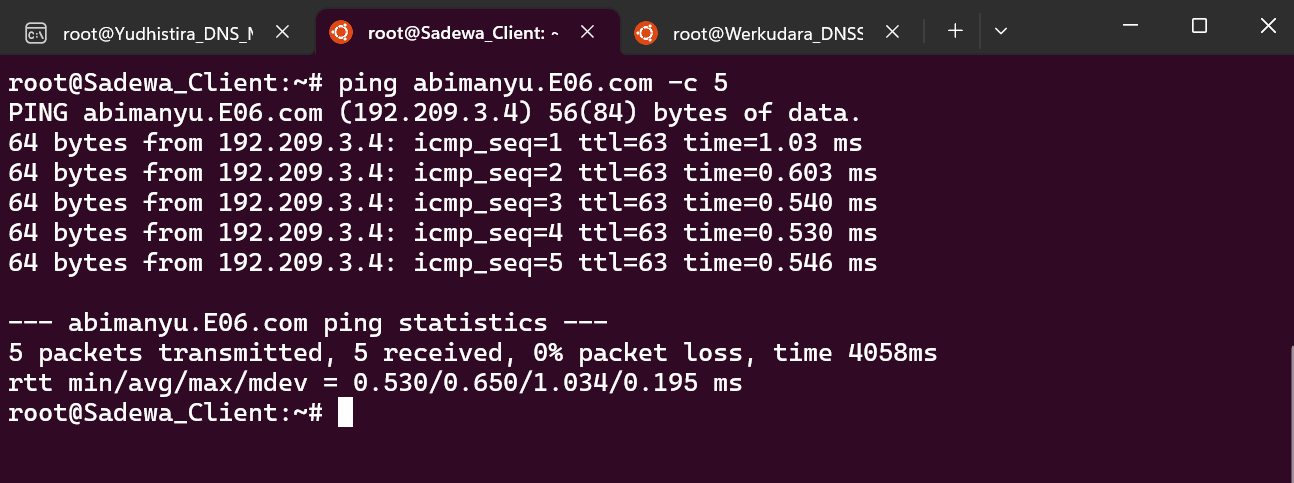 root@Yudhistira_DNS_M
root@Sadewa_Client: ~
root@Werkudara_DNSS
root@Sadewa_Client:~# ping abimanyu.E06.com -c 5
PING abimanyu.E06.com (192.209.3.4) 56(84) bytes of data.
64 bytes from 192.209.3.4: icmp_seq=1 ttl=63 time=1.03 ms
64 bytes from 192.209.3.4: icmp_seq=2 ttl=63 time=0.603 ms
64 bytes from 192.209.3.4: icmp_seq=3 ttl=63 time=0.540 ms
64 bytes from 192.209.3.4: icmp_seq=4 ttl=63 time=0.530 ms
64 bytes from 192.209.3.4: icmp_seq=5 ttl=63 time=0.546 ms
--- abimanyu.E06.com ping statistics ---
5 packets transmitted, 5 received, 0% packet loss, time 4058ms
rtt min/avg/max/mdev = 0.530/0.650/1.034/0.195 ms
root@Sadewa_Client:~#